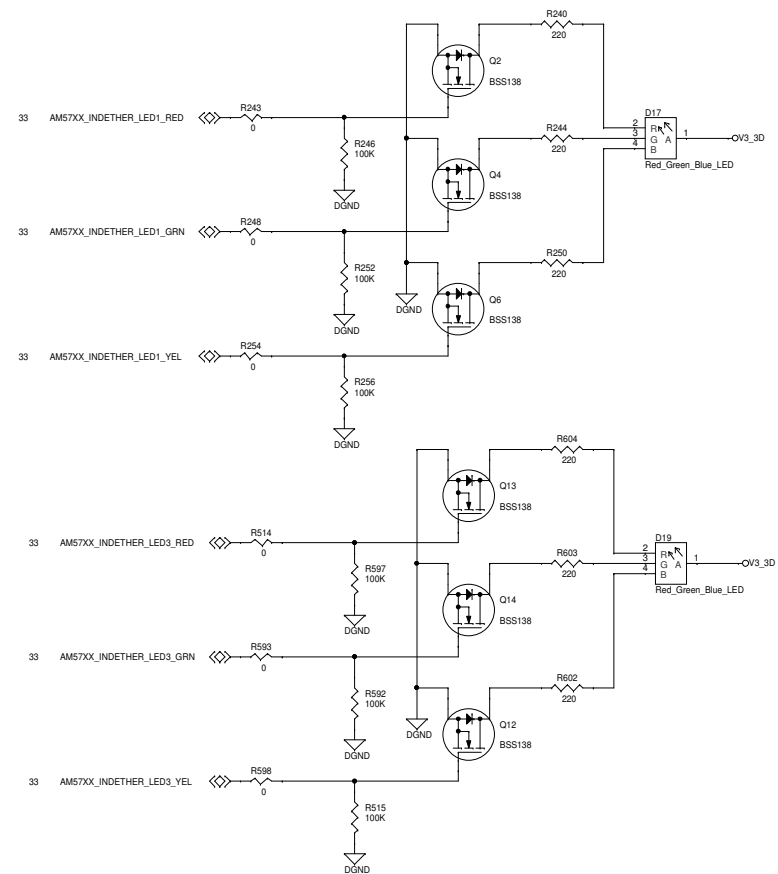 R240
220
Q2
BSS138
33 AM57XX_INDETHER_LED1_RED
R243
0
R246
100K
DGND
R244
220
Q4
BSS138
D17
2 R
3 G A 1
4 B
Red_Green_Blue_LED
V3_3D
33 AM57XX_INDETHER_LED1_GRN
R248
0
R252
100K
DGND
R250
220
Q6
BSS138
DGND
33 AM57XX_INDETHER_LED1_YEL
R254
0
R256
100K
DGND
R604
220
Q13
BSS138
33 AM57XX_INDETHER_LED3_RED
R514
0
R597
100K
DGND
R603
220
Q14
BSS138
D19
2 R
3 G A 1
4 B
Red_Green_Blue_LED
V3_3D
33 AM57XX_INDETHER_LED3_GRN
R593
0
R592
100K
DGND
R602
220
Q12
BSS138
DGND
33 AM57XX_INDETHER_LED3_YEL
R598
0
R515
100K
DGND